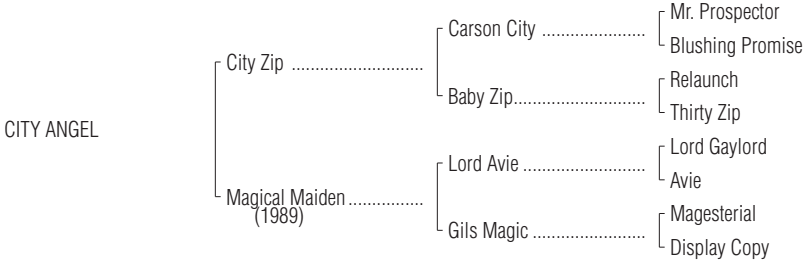 Mr. Prospector
Carson City ......................
Blushing Promise
City Zip ............................
Relaunch
Baby Zip............................
Thirty Zip
CITY ANGEL
Lord Gaylord
Lord Avie ..........................
Avie
Magical Maiden................
(1989)
Magesterial
Gils Magic ........................
Display Copy